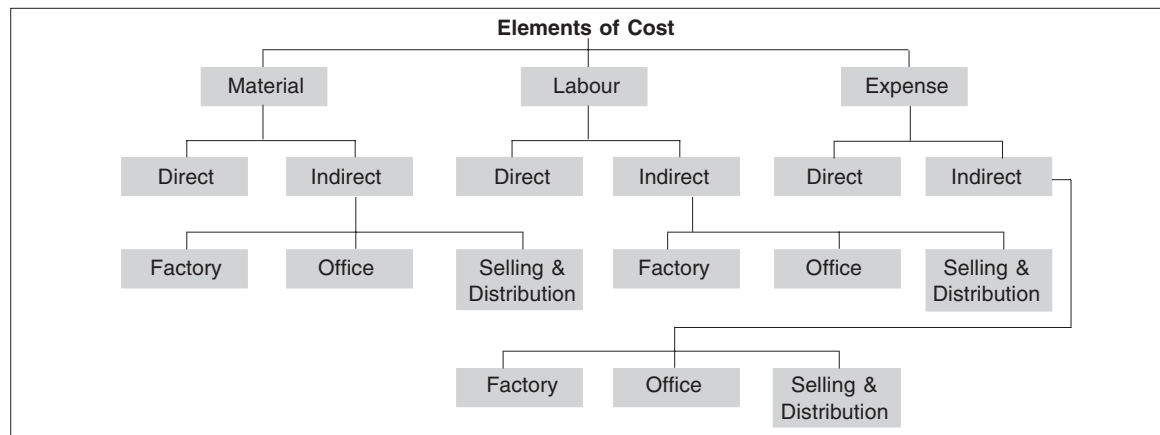 Elements of Cost
Material Labour Expense
Direct Indirect Direct Indirect Direct Indirect
Factory Office Selling & Factory Office Selling &
Distribution Distribution
Factory Office Selling &
Distribution